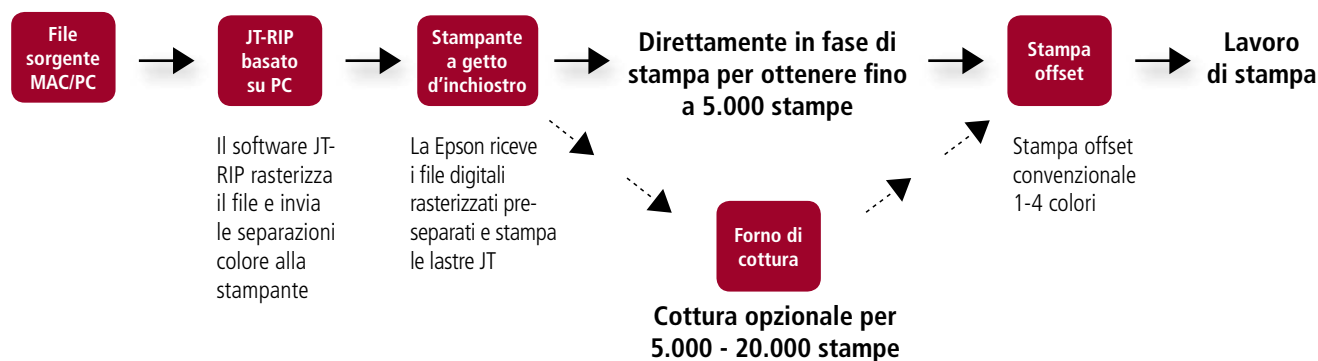 File
sorgente
MAC/PC
JT-RIP
basato
su PC
Il software JT-
RIP rasterizza
il file e invia
le separazioni
colore alla
stampante
Stampante
a getto
d'inchiostro
La Epson riceve
i file digitali
rasterizzati pre-
separati e stampa
le lastre JT
Direttamente in fase di
stampa per ottenere fino
a 5.000 stampe
Forno di
cottura
Cottura opzionale per
5.000 - 20.000 stampe
Stampa
offset
Stampa offset
convenzionale
1-4 colori
Lavoro
di stampa